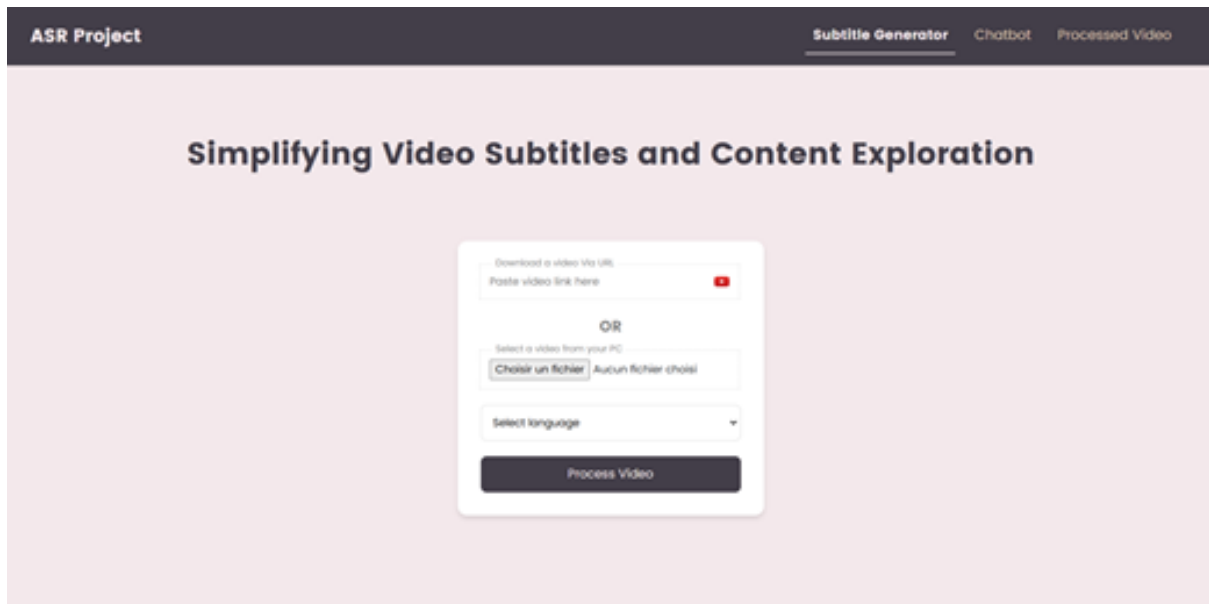 ASR Project
Subtitle Generator Chatbot Processed Video
Simplifying Video Subtitles and Content Exploration
Download a video Via URL
Paste video link here
OR
Select a video from your PC
Choisir un fichier Aucun fichier choisi
Select language
Process Video